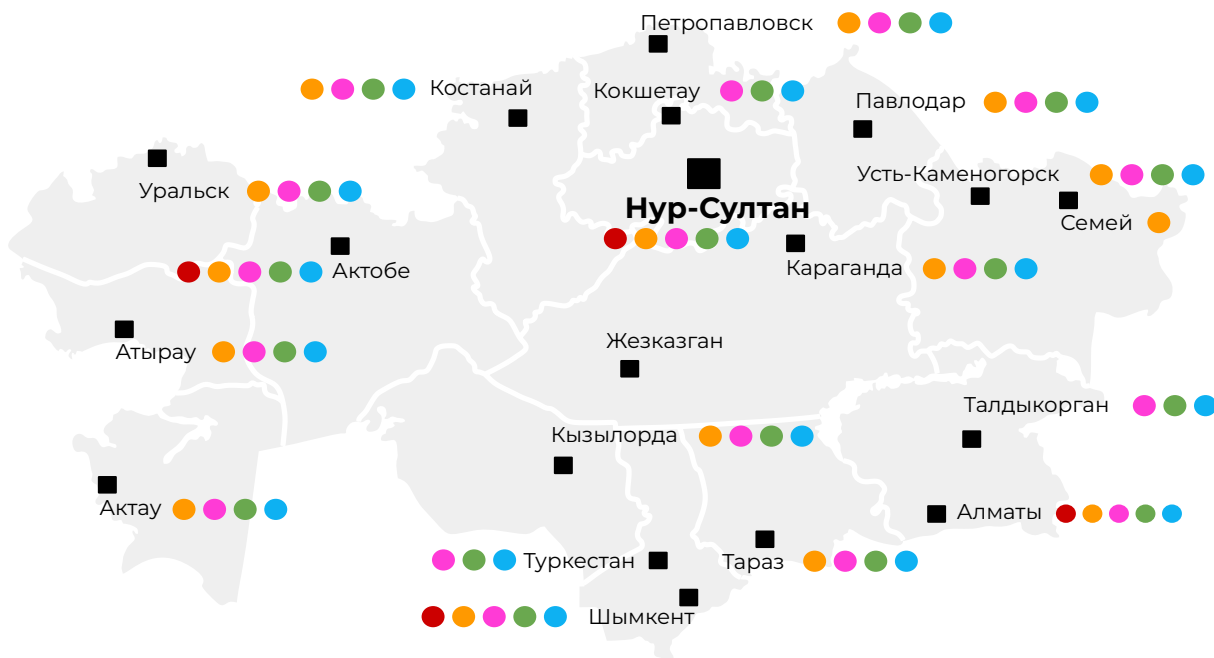 Петропавловск
Костанай
Кокшетау
Павлодар
Усть-Каменогорск
Уральск
Нур-Султан
Семей
Актобе
Караганда
Атырау
Жезказган
Талдыкорган
Кызылорда
Актау
Алматы
Туркестан
Тараз
Шымкент